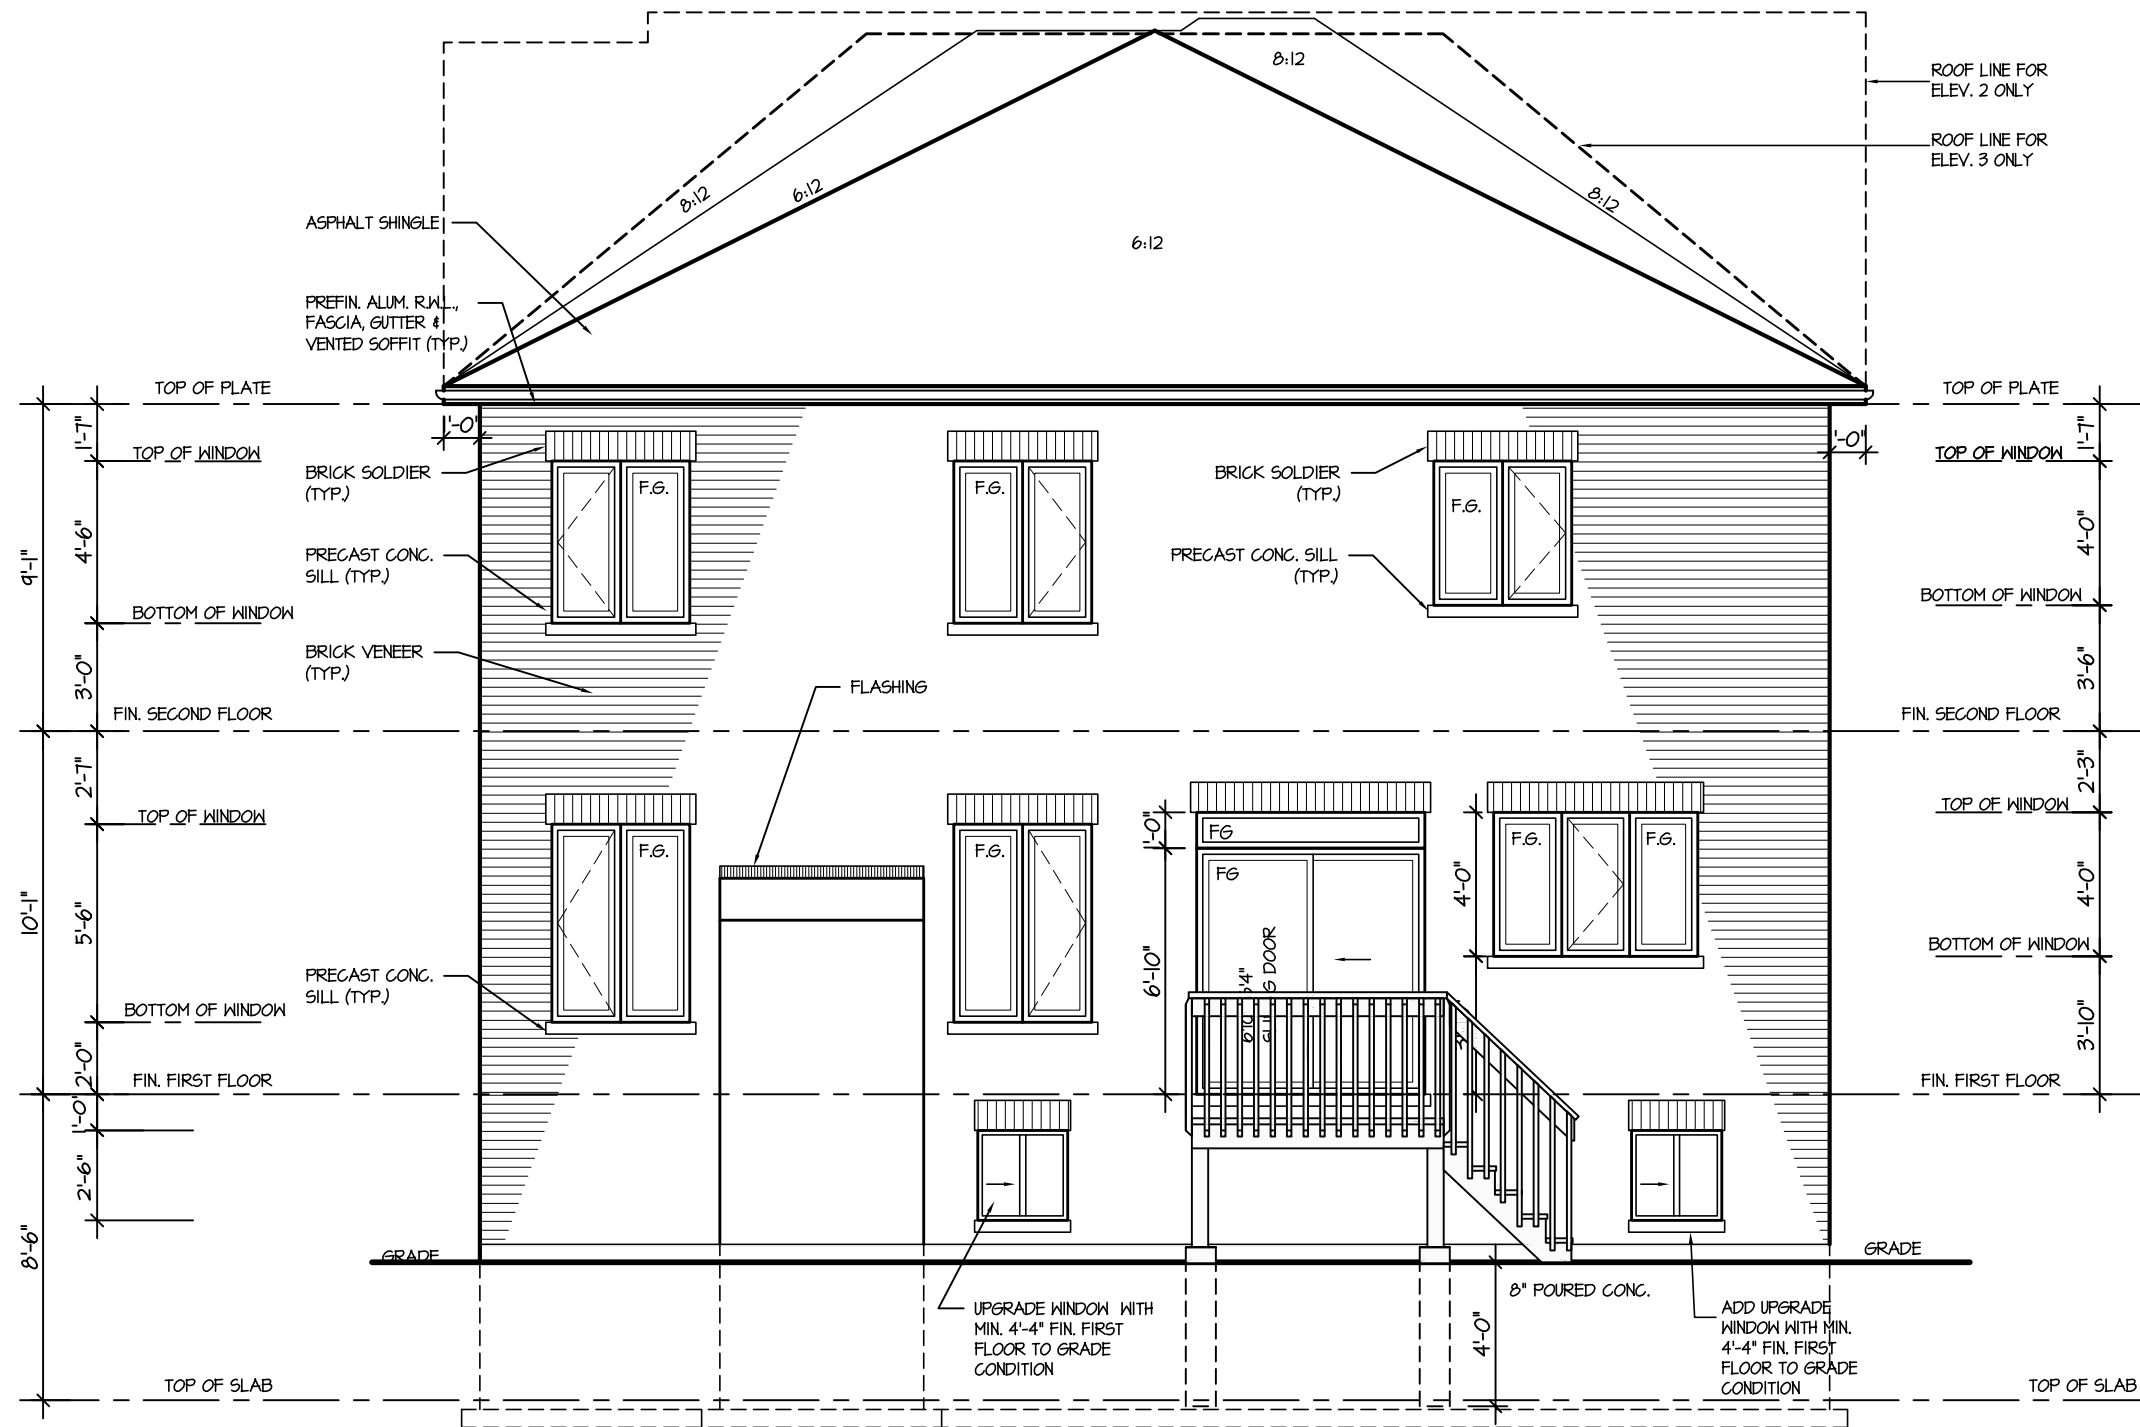 8:12
ROOF LINE FOR
ELEV. 2 ONLY
ROOF LINE FOR
ELEV. 3 ONLY
8:12
6:12
8:12
6:12
ASPHALT SHINGLE
PREFIN. ALUM. R.W.L.,
FASCIA, GUTTER &
VENTED SOFFIT (TYP.)
TOP OF PLATE
TOP OF PLATE
1'-7"
1'-7"
TOP OF WINDOW
TOP OF WINDOW
BRICK SOLDIER
(TYP.)
BRICK SOLDIER
(TYP.)
F.G.
F.G.
F.G.
9'-1"
4'-6"
4'-0"
PRECAST CONC.
SILL (TYP.)
PRECAST CONC. SILL
(TYP.)
BOTTOM OF WINDOW
BOTTOM OF WINDOW
BRICK VENEER
(TYP.)
3'-0"
3'-6"
FLASHING
FIN. SECOND FLOOR
FIN. SECOND FLOOR
2'-7"
2'-3"
TOP OF WINDOW
TOP OF WINDOW
F.G.
F.G.
FG
FG
F.G.
F.G.
10'-1"
5'-6"
4'-0"
4'-0"
6'-10"
DOOR
PRECAST CONC.
SILL (TYP.)
BOTTOM OF WINDOW
BOTTOM OF WINDOW
2'-0"
3'-10"
FIN. FIRST FLOOR
FIN. FIRST FLOOR
1'-0"
2'-6"
8'-6"
GRADE
GRADE
8" POURED CONC.
4'-0"
UPGRADE WINDOW WITH
MIN. 4'-4" FIN. FIRST
FLOOR TO GRADE
CONDITION
ADD UPGRADE
WINDOW WITH MIN.
4'-4" FIN. FIRST
FLOOR TO GRADE
CONDITION
TOP OF SLAB
TOP OF SLAB